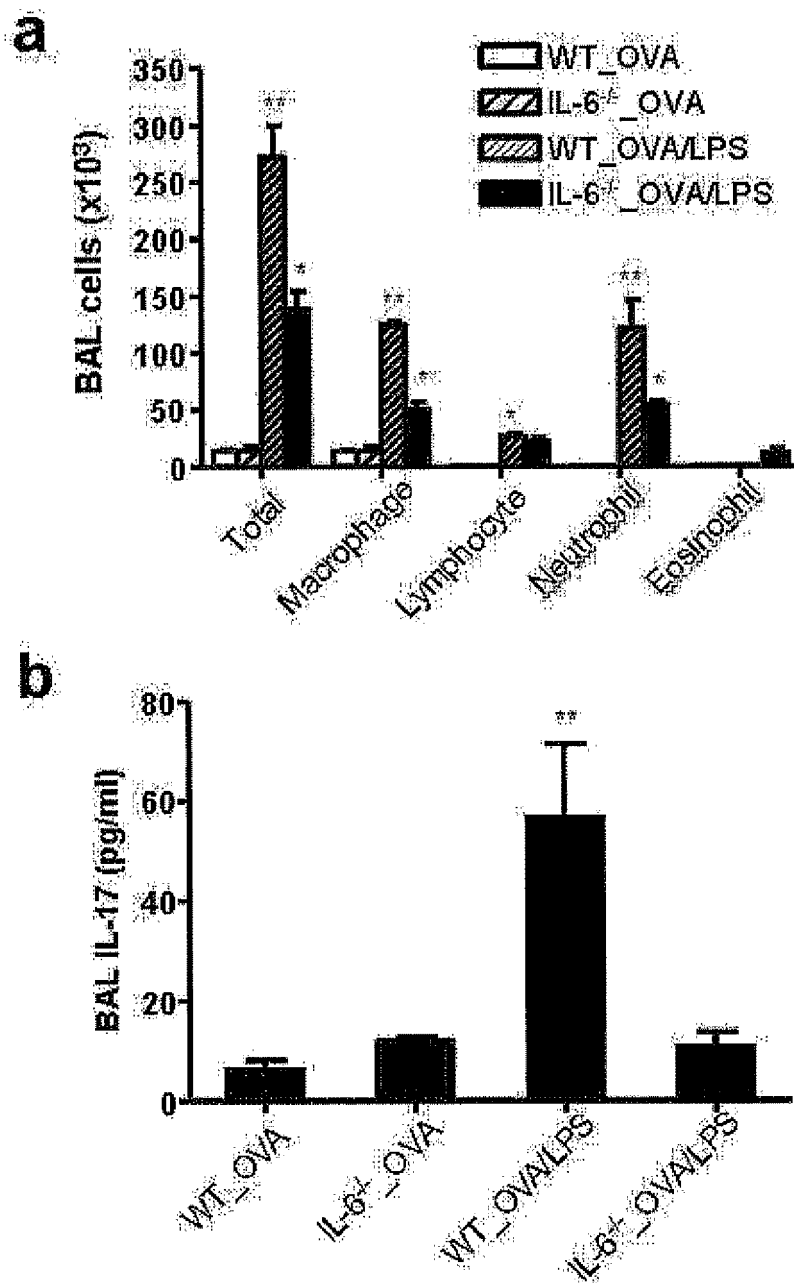 a
WT_OVA
IL-6-/-_OVA
WT_OVA/LPS
IL-6-/-_OVA/LPS
BAL cells (x10³)
350
300
250
200
150
100
50
0
**
*
**
*
*
**
*
Total
Macrophage
Lymphocyte
Neutrophil
Eosinophil
b
BAL IL-17 (pg/ml)
80
60
40
20
0
**
WT_OVA
IL-6-/-_OVA
WT_OVA/LPS
IL-6-/-_OVA/LPS